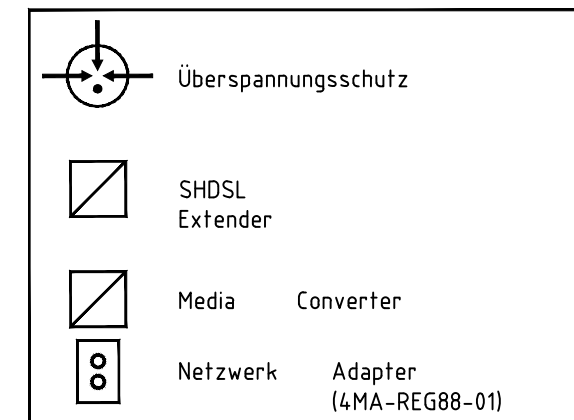 Überspannungsschutz
SHDSL
Extender
Media Converter
Netzwerk Adapter
(4MA-REG88-01)